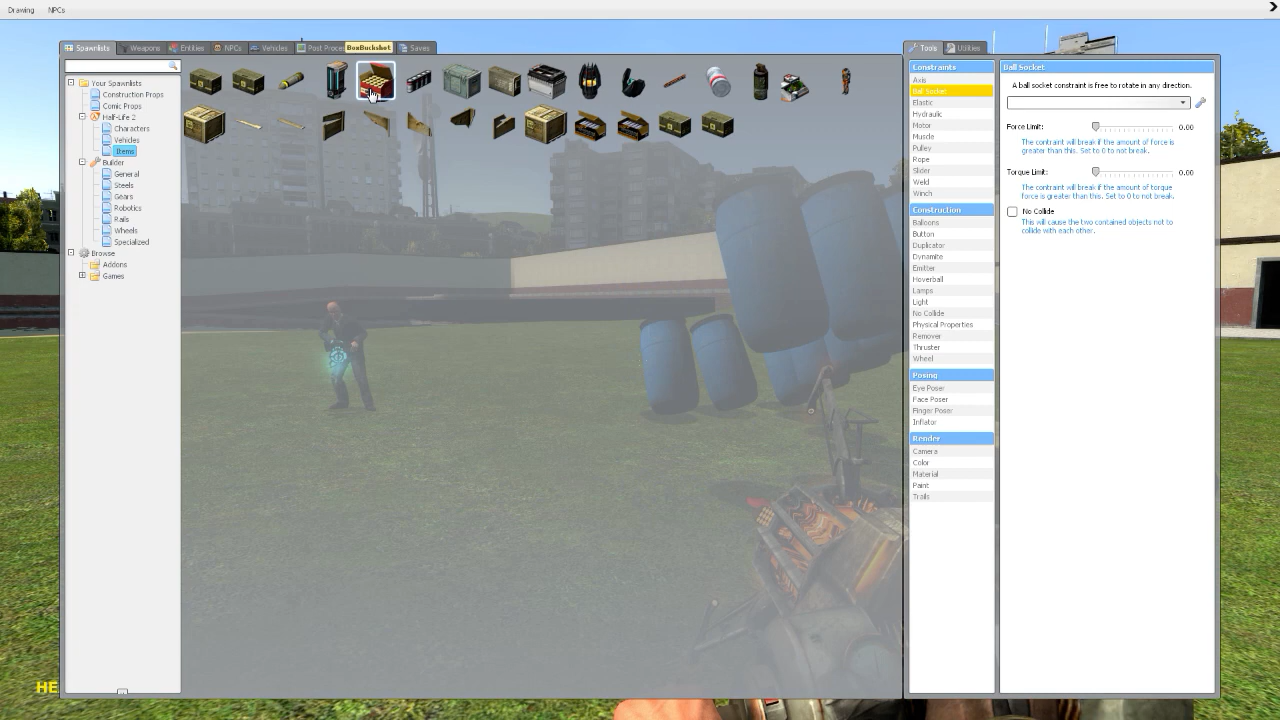 Drawing NPCs
Spawnlists Weapons Entities NPCs Vehicles Post Proce BoxBuckshot Saves
Your Spawnlists
Construction Props
Comic Props
Half-Life 2
Characters
Vehicles
Items
Builder
General
Steels
Gears
Robotics
Rails
Wheels
Specialized
Browse
Addons
Games
HE
Tools Utilities
Constraints
Axis
Ball Socket
Elastic
Hydraulic
Motor
Muscle
Pulley
Rope
Slider
Weld
Winch
Construction
Balloons
Button
Duplicator
Dynamite
Emitter
Hoverball
Lamps
Light
No Collide
Physical Properties
Remover
Thruster
Wheel
Posing
Eye Poser
Face Poser
Finger Poser
Inflator
Render
Camera
Color
Material
Paint
Trails
Ball Socket
A ball socket constraint is free to rotate in any direction.
Force Limit: 0.00
The contraint will break if the amount of force is
greater than this. Set to 0 to not break.
Torque Limit: 0.00
The contraint will break if the amount of torque
force is greater than this. Set to 0 to not break.
No Collide
This will cause the two contained objects not to
collide with each other.